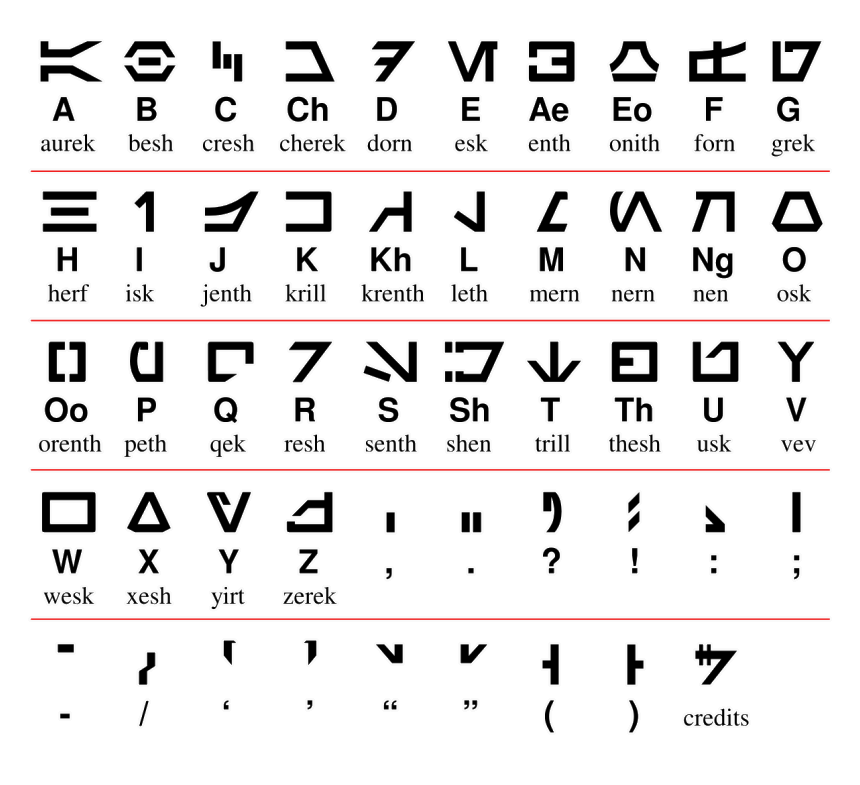 A B C Ch D E Ae Eo F G
aurek besh cresh cherek dorn esk enth onith forn grek
H I J K Kh L M N Ng O
herf isk jenth krill krenth leth mern nern nen osk
Oo P Q R S Sh T Th U V
orenth peth qek resh senth shen trill thesh usk vev
W X Y Z , . ? ! : ;
wesk xesh yirt zerek
- / ‘ ’ “ ” ( )
credits